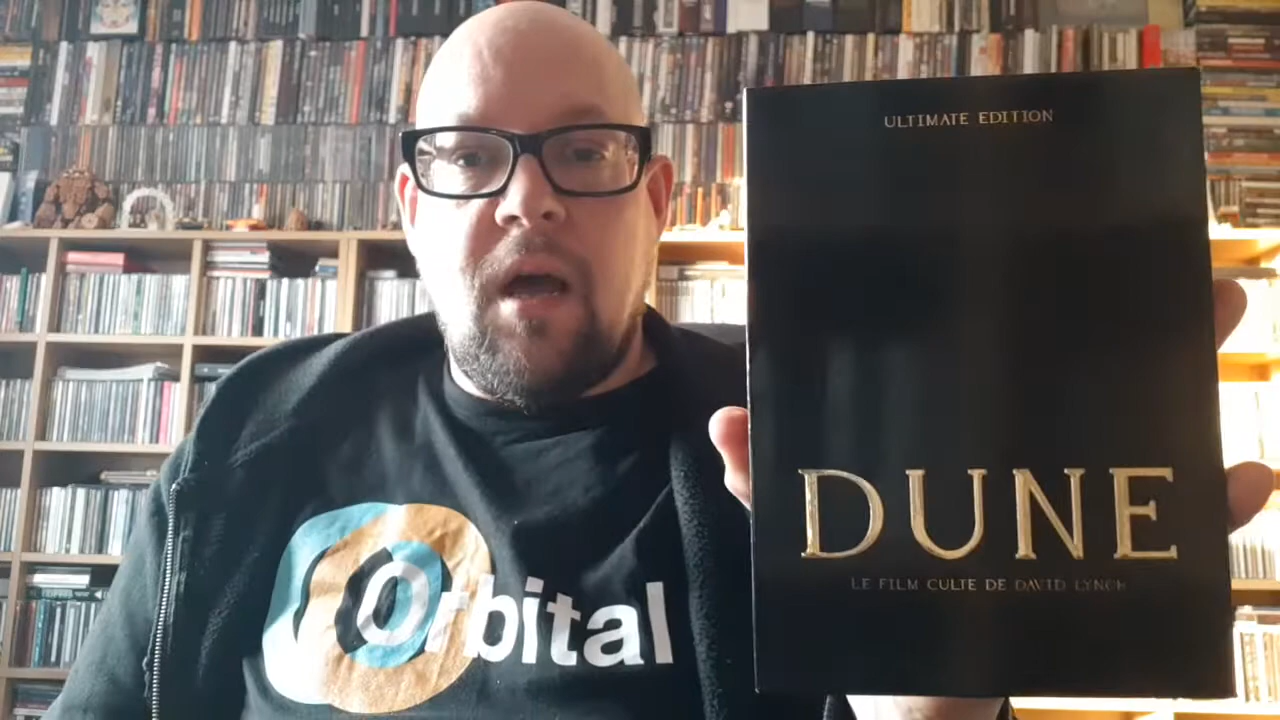 ULTIMATE EDITION
DUNE
LE FILM CULTE DE DAVID LYNCH
Orbital